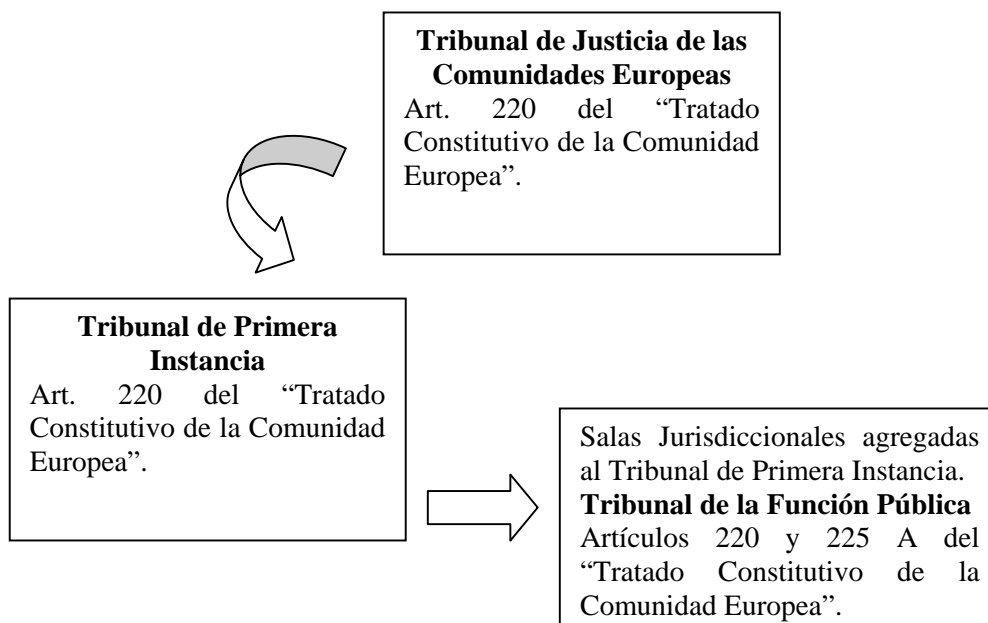 Tribunal de Justicia de las
Comunidades Europeas
Art. 220 del “Tratado
Constitutivo de la Comunidad
Europea”.
Tribunal de Primera
Instancia
Art. 220 del “Tratado
Constitutivo de la Comunidad
Europea”.
Salas Jurisdiccionales agregadas
al Tribunal de Primera Instancia.
Tribunal de la Función Pública
Artículos 220 y 225 A del
“Tratado Constitutivo de la
Comunidad Europea”.